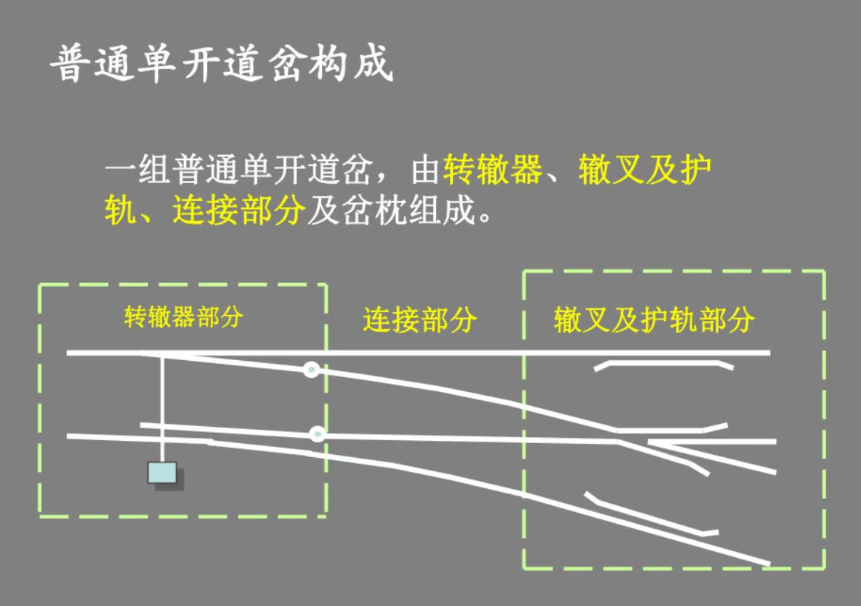 普通单开道岔构成
一组普通单开道岔，由转辙器、辙叉及护
轨、连接部分及岔枕组成。
转辙器部分
连接部分
辙叉及护轨部分